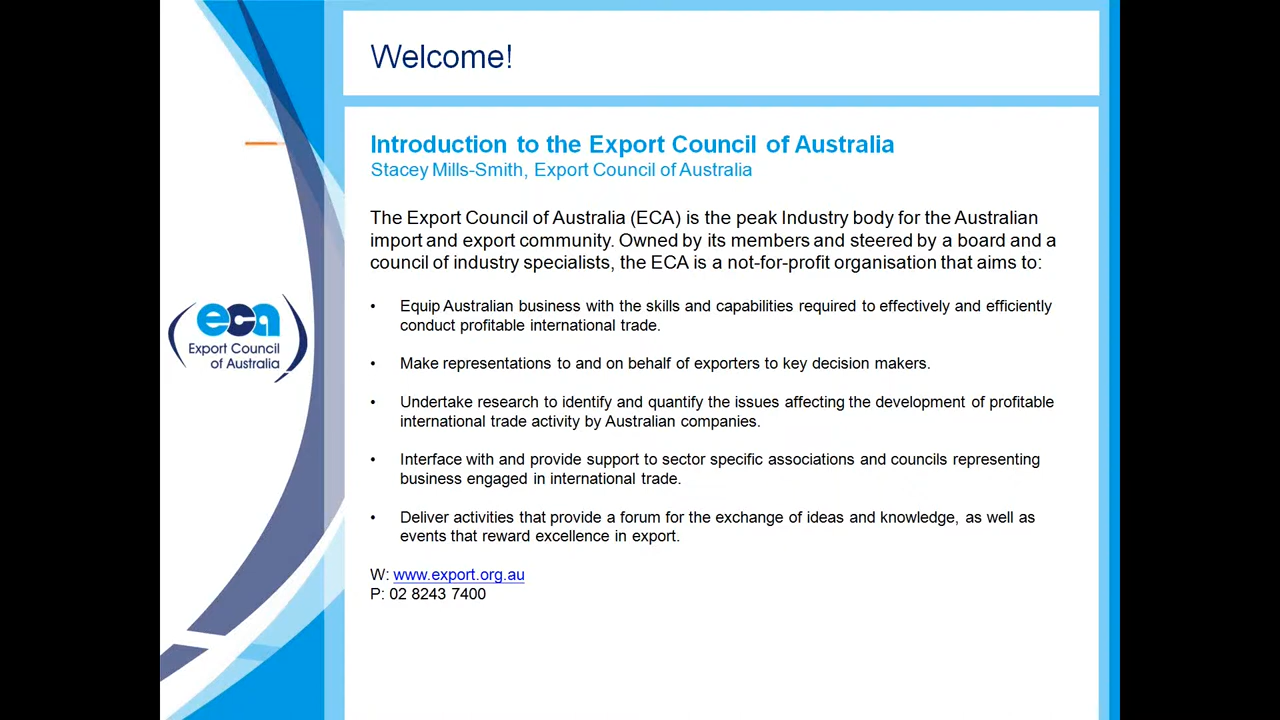 Welcome!
Introduction to the Export Council of Australia
Stacey Mills-Smith, Export Council of Australia
The Export Council of Australia (ECA) is the peak Industry body for the Australian
import and export community. Owned by its members and steered by a board and a
council of industry specialists, the ECA is a not-for-profit organisation that aims to:
• Equip Australian business with the skills and capabilities required to effectively and efficiently
conduct profitable international trade.
• Make representations to and on behalf of exporters to key decision makers.
• Undertake research to identify and quantify the issues affecting the development of profitable
international trade activity by Australian companies.
• Interface with and provide support to sector specific associations and councils representing
business engaged in international trade.
• Deliver activities that provide a forum for the exchange of ideas and knowledge, as well as
events that reward excellence in export.
W: www.export.org.au
P: 02 8243 7400
eca
Export Council
of Australia